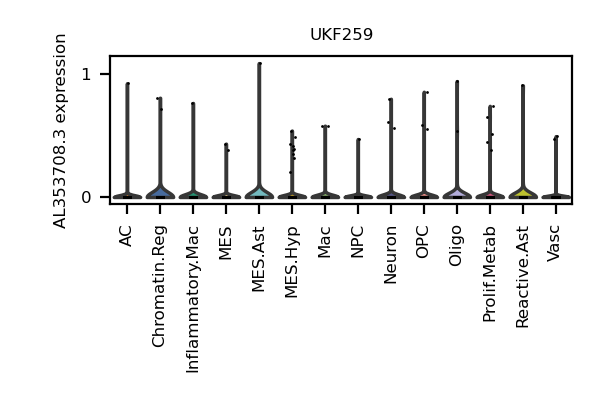 UKF259
AL353708.3 expression
1
0
AC
Chromatin.Reg
Inflammatory.Mac
MES
MES.Ast
MES.Hyp
Mac
NPC
Neuron
OPC
Oligo
Prolif.Metab
Reactive.Ast
Vasc